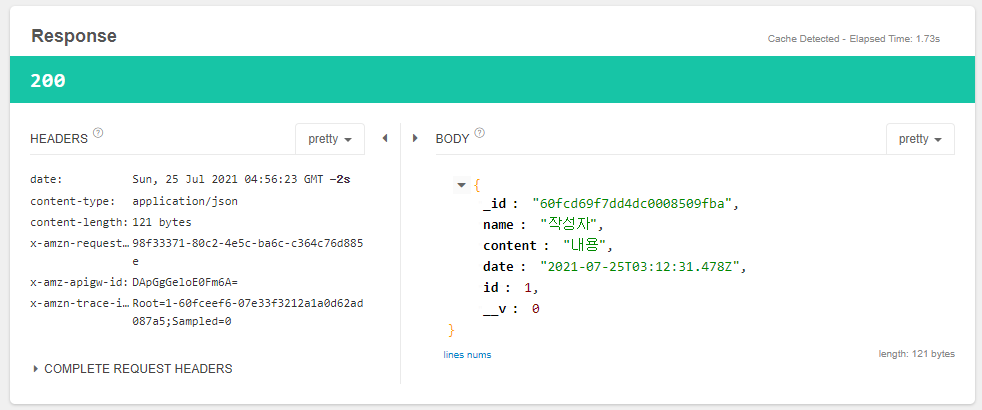 Response
Cache Detected - Elapsed Time: 1.73s
200
HEADERS ?
pretty
date: Sun, 25 Jul 2021 04:56:23 GMT -2s
content-type: application/json
content-length: 121 bytes
x-amzn-request… 98f33371-80c2-4e5c-ba6c-c364c76d885
e
x-amz-apigw-id: DApGgGeloE0Fm6A=
x-amzn-trace-i… Root=1-60fceef6-07e33f3212a1a0d62ad
087a5;Sampled=0
COMPLETE REQUEST HEADERS
BODY ?
pretty
{
_id : "60fcd69f7dd4dc0008509fba",
name : "작성자",
content : "내용",
date : "2021-07-25T03:12:31.478Z",
id : 1,
__v : 0
}
lines nums
length: 121 bytes